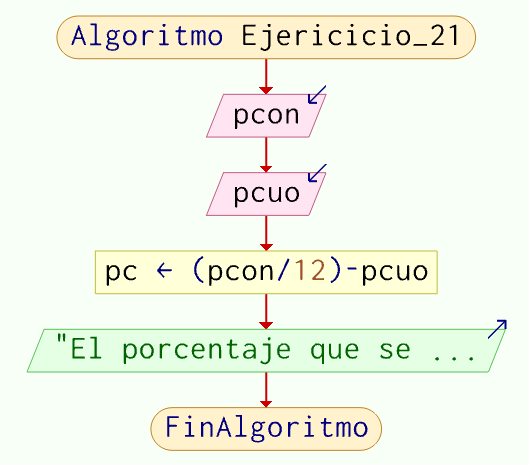 Algoritmo Ejericicio_21
pcon
pcuo
pc ← (pcon/12)-pcuo
"El porcentaje que se ...
FinAlgoritmo